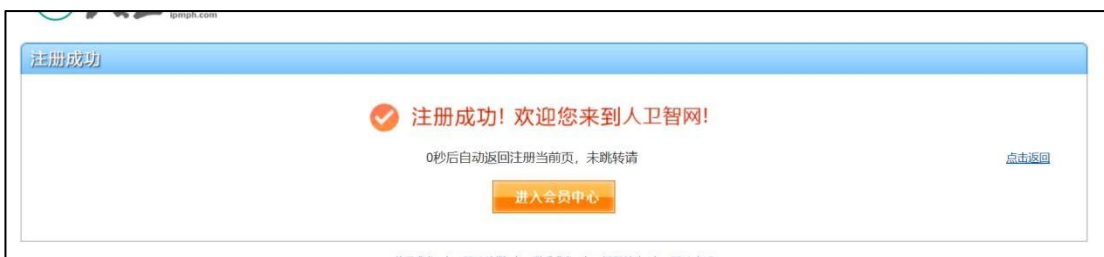 ipmph.com
注册成功
注册成功! 欢迎您来到人卫智网!
0秒后自动返回注册当前页, 未跳转请 点击返回
进入会员中心